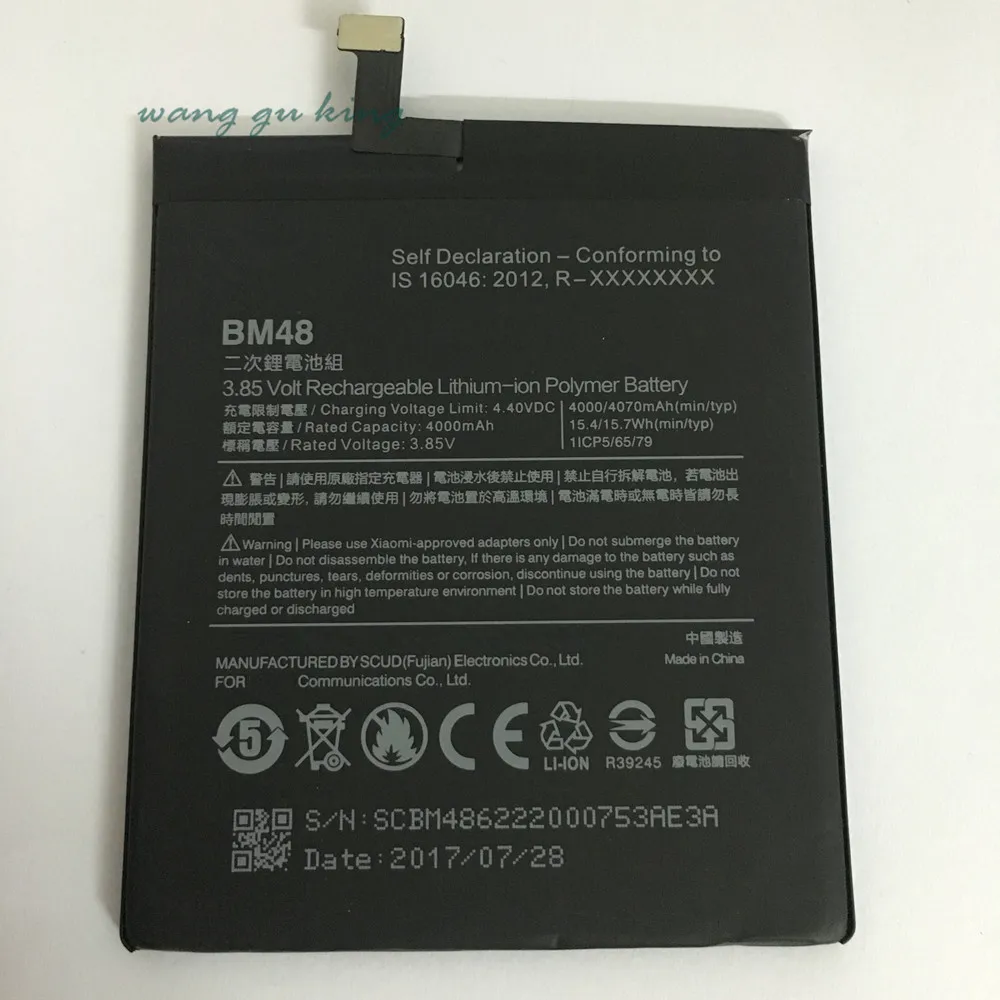 wang gu king
Self Declaration – Conforming to
IS 16046: 2012, R–XXXXXXXX
BM48
二次鋰電池組
3.85 Volt Rechargeable Lithium-ion Polymer Battery
充電限制電壓 / Charging Voltage Limit: 4.40VDC
額定電容量 / Rated Capacity: 4000mAh
標稱電壓 / Rated Voltage: 3.85V
4000/4070mAh(min/typ)
15.4/15.7Wh(min/typ)
1ICP5/65/79
警告 | 請使用原廠指定充電器 | 電池浸水後禁止使用 | 禁止自行拆解電池, 若電池出
現膨脹或變形, 請勿繼續使用 | 勿將電池置於高溫環境 | 電池滿電時或無電時皆請勿長
時間閒置
Warning | Please use Xiaomi-approved adapters only | Do not submerge the battery
in water | Do not disassemble the battery, If there is any damage to the battery such as
dents, punctures, tears, deformities or corrosion, discontinue using the battery | Do not
store the battery in high temperature environment | Do not store the battery while fully
charged or discharged
中國製造
Made in China
MANUFACTURED BY SCUD(Fujian) Electronics Co., Ltd.
FOR Communications Co., Ltd.
5
CE
LI-ION
R39245
廢電池請回收
S/N:SCBM486222000753AE3A
Date:2017/07/28